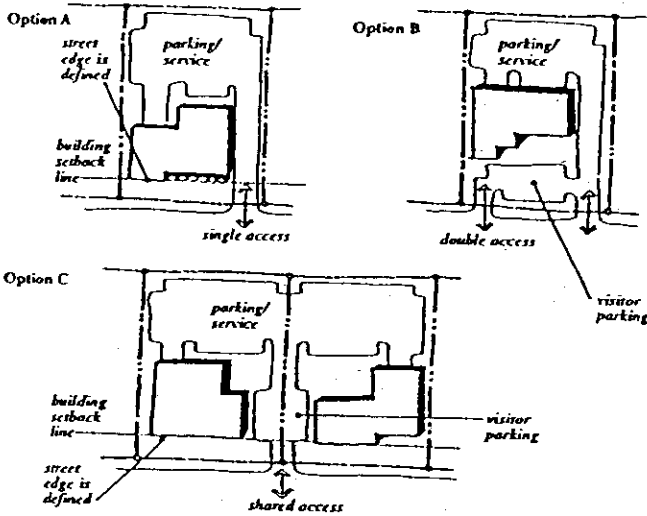 Option A
street
edge is
defined
parking/
service
building
setback
line
single access
Option B
parking/
service
double access
visitor
parking
Option C
parking/
service
building
setback
line
visitor
parking
street
edge is
defined
shared access